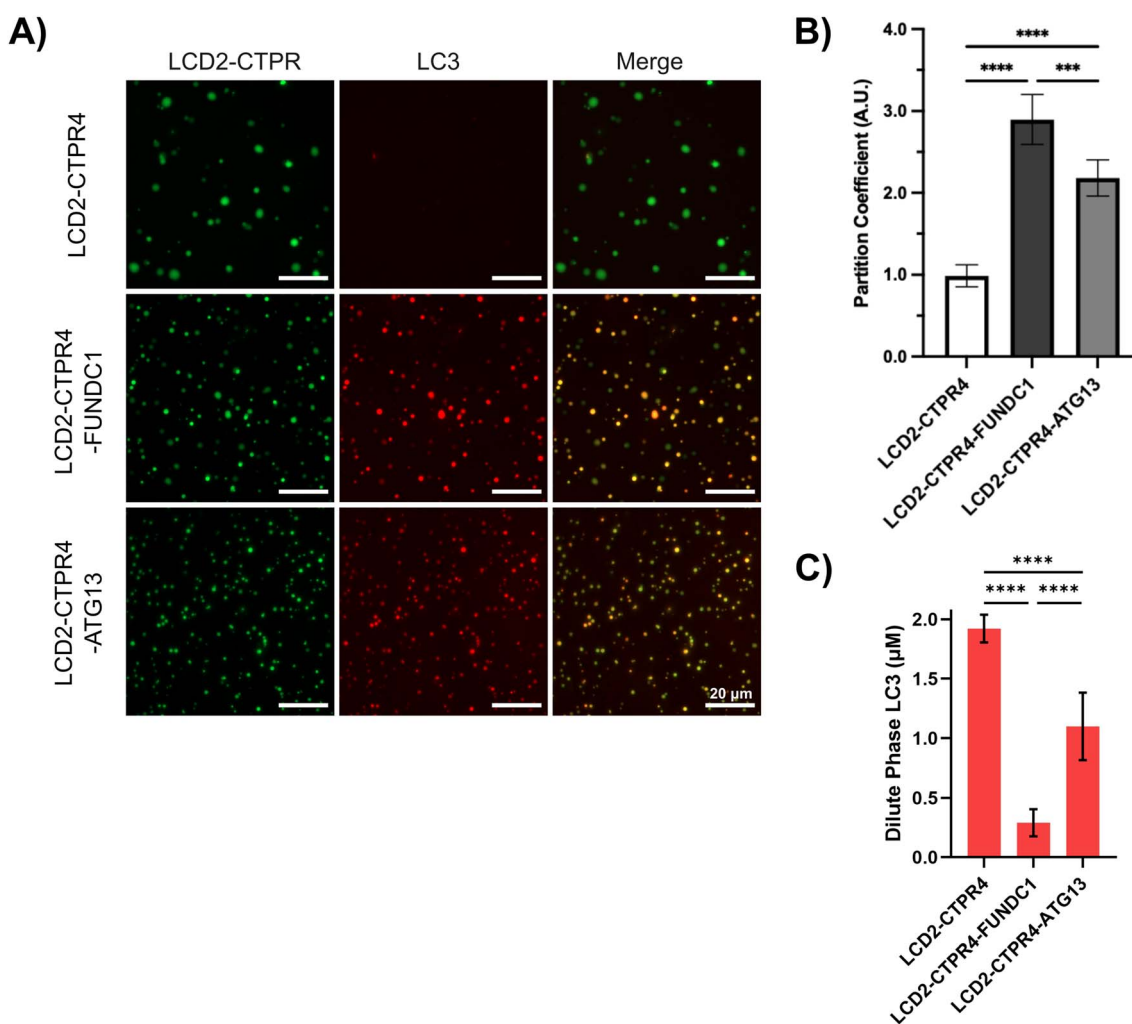 A)
LCD2-CTPR LC3 Merge
LCD2-CTPR4
LCD2-CTPR4
-FUNDC1
LCD2-CTPR4
-ATG13
20 µm
B)
Partition Coefficient (A.U.)
4.0
3.0
2.0
1.0
0.0
****
**** ***
LCD2-CTPR4
LCD2-CTPR4-FUNDC1
LCD2-CTPR4-ATG13
C)
Dilute Phase LC3 (µM)
2.0
1.5
1.0
0.5
0.0
****
**** ****
LCD2-CTPR4
LCD2-CTPR4-FUNDC1
LCD2-CTPR4-ATG13